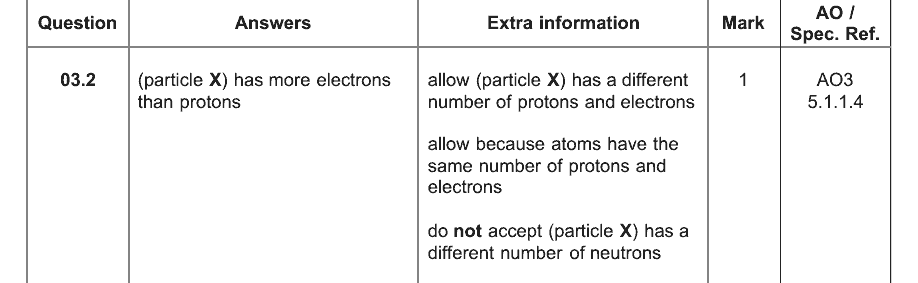 Question Answers Extra information Mark AO /
Spec. Ref.
03.2 (particle X) has more electrons allow (particle X) has a different 1 AO3
than protons number of protons and electrons 5.1.1.4
allow because atoms have the
same number of protons and
electrons
do not accept (particle X) has a
different number of neutrons